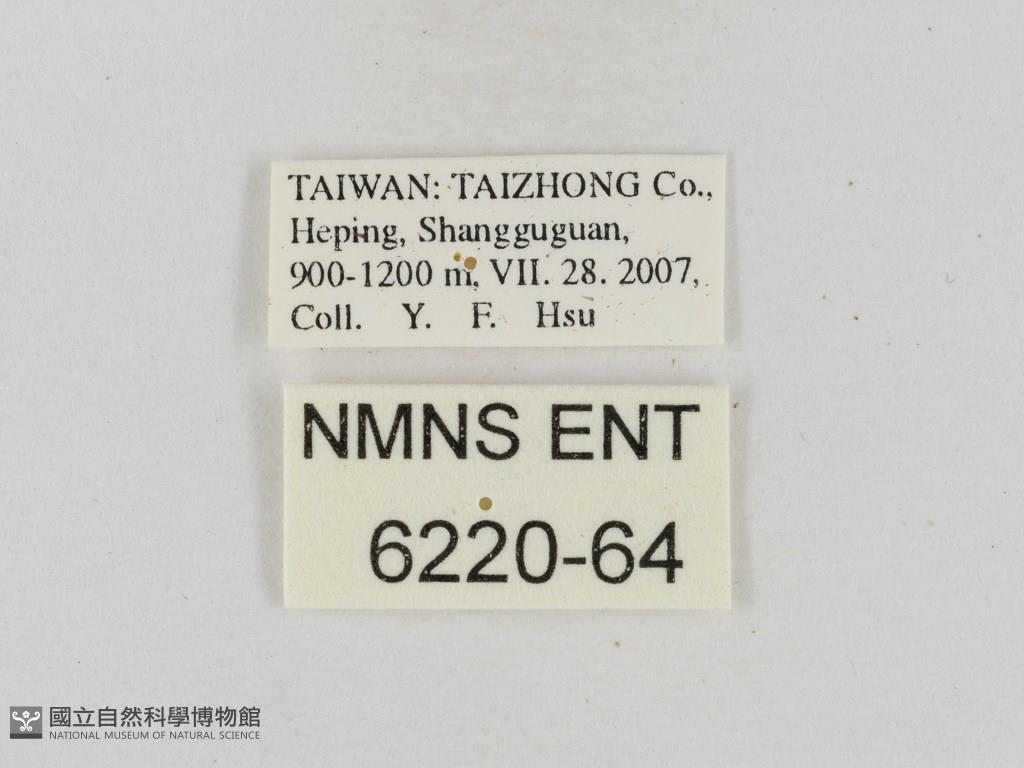 TAIWAN: TAIZHONG Co.,
Heping, Shangguguan,
900-1200 m, VII. 28. 2007,
Coll. Y. F. Hsu
NMNS ENT
6220-64
國立自然科學博物館
NATIONAL MUSEUM OF NATURAL SCIENCE